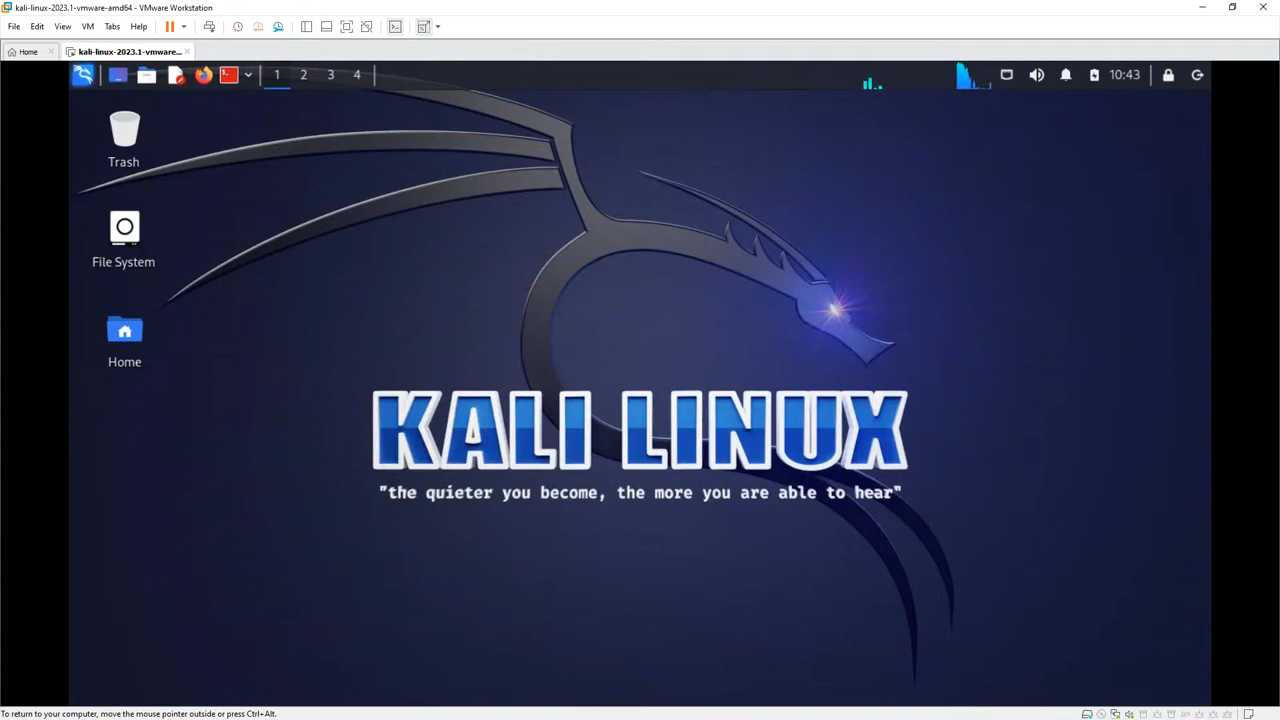 kali-linux-2023.1-vmware-amd64 - VMware Workstation
File Edit View VM Tabs Help
Home kali-linux-2023.1-vmware...
1 2 3 4 10:43
Trash
File System
Home
KALI LINUX
"the quieter you become, the more you are able to hear"
To return to your computer, move the mouse pointer outside or press Ctrl+Alt.